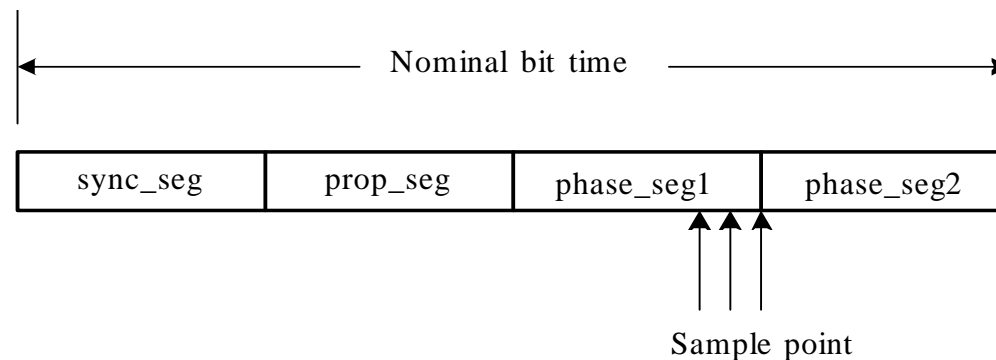 Nominal bit time
sync_seg prop_seg phase_seg1 phase_seg2
Sample point